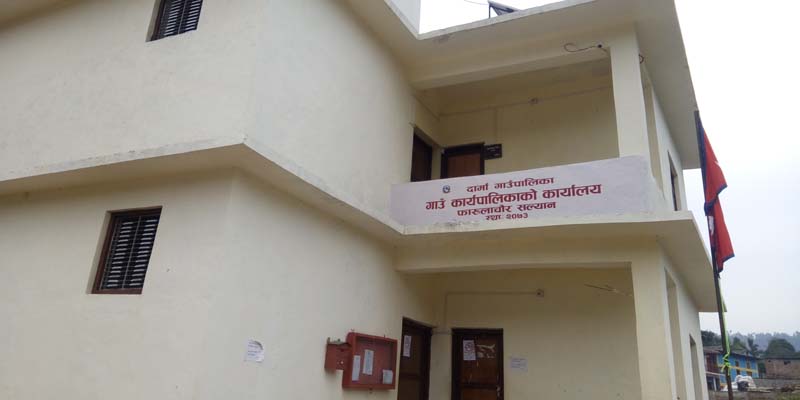 दार्मा गाउँपालिका
गाउँ कार्यपालिकाको कार्यालय
फारुलाचौर सल्यान
स्था. २०७३